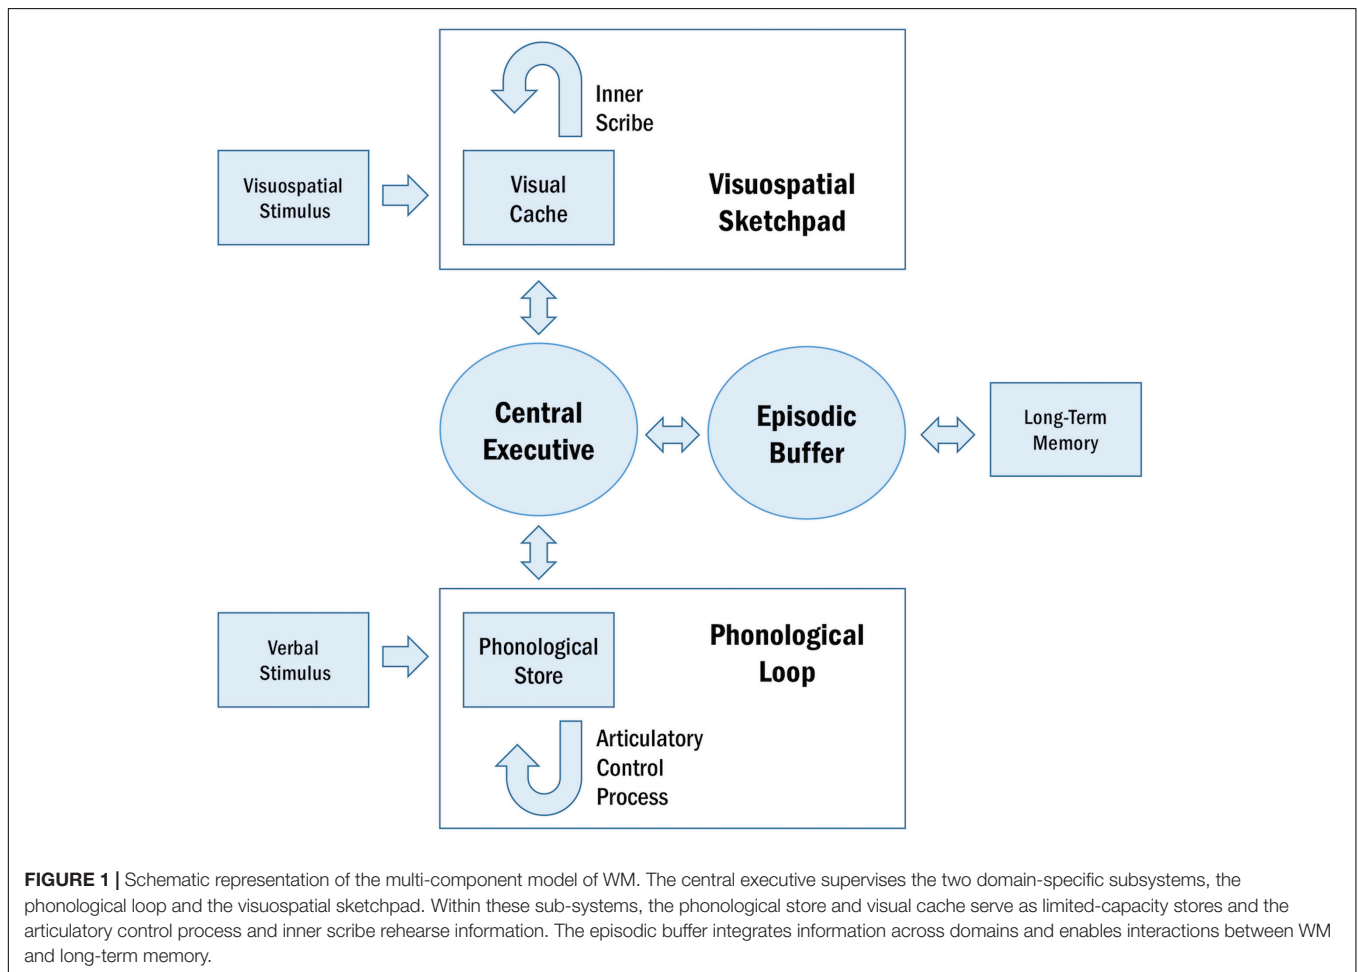 Inner
Scribe
Visuospatial
Stimulus
Visual
Cache
Visuospatial
Sketchpad
Central
Executive
Episodic
Buffer
Long-Term
Memory
Verbal
Stimulus
Phonological
Store
Phonological
Loop
Articulatory
Control
Process
FIGURE 1 | Schematic representation of the multi-component model of WM. The central executive supervises the two domain-specific subsystems, the
phonological loop and the visuospatial sketchpad. Within these sub-systems, the phonological store and visual cache serve as limited-capacity stores and the
articulatory control process and inner scribe rehearse information. The episodic buffer integrates information across domains and enables interactions between WM
and long-term memory.